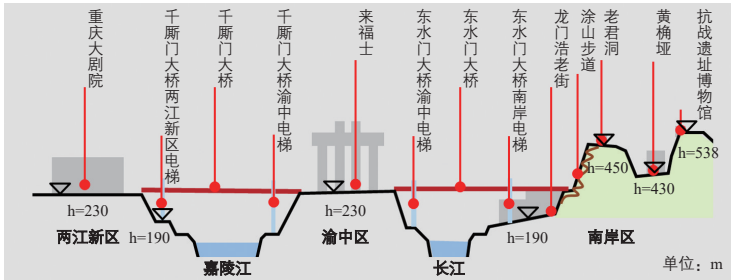 重庆大剧院
千厮门大桥两江新区电梯
千厮门大桥
千厮门大桥渝中电梯
来福士
东水门大桥渝中电梯
东水门大桥
东水门大桥南岸电梯
龙门浩老街
涂山步道
老君洞
黄桷垭
抗战遗址博物馆
h=230
h=190
h=230
h=190
h=450
h=430
h=538
两江新区
嘉陵江
渝中区
长江
南岸区
单位：m